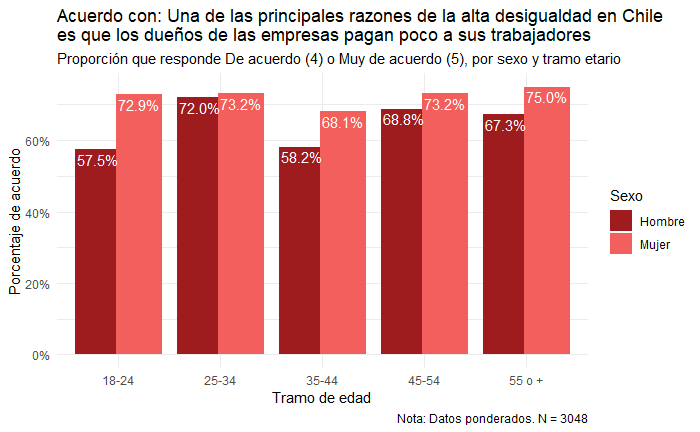 Acuerdo con: Una de las principales razones de la alta desigualdad en Chile
es que los dueños de las empresas pagan poco a sus trabajadores
Proporción que responde De acuerdo (4) o Muy de acuerdo (5), por sexo y tramo etario
Porcentaje de acuerdo
60%
40%
20%
0%
57.5%
72.9%
72.0%
73.2%
58.2%
68.1%
68.8%
73.2%
67.3%
75.0%
18-24
25-34
35-44
45-54
55 o +
Tramo de edad
Sexo
Hombre
Mujer
Nota: Datos ponderados. N = 3048